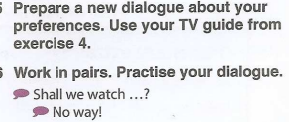 5 Prepare a new dialogue about your
preferences. Use your TV guide from
exercise 4.
6 Work in pairs. Practise your dialogue.
Shall we watch ...?
No way!